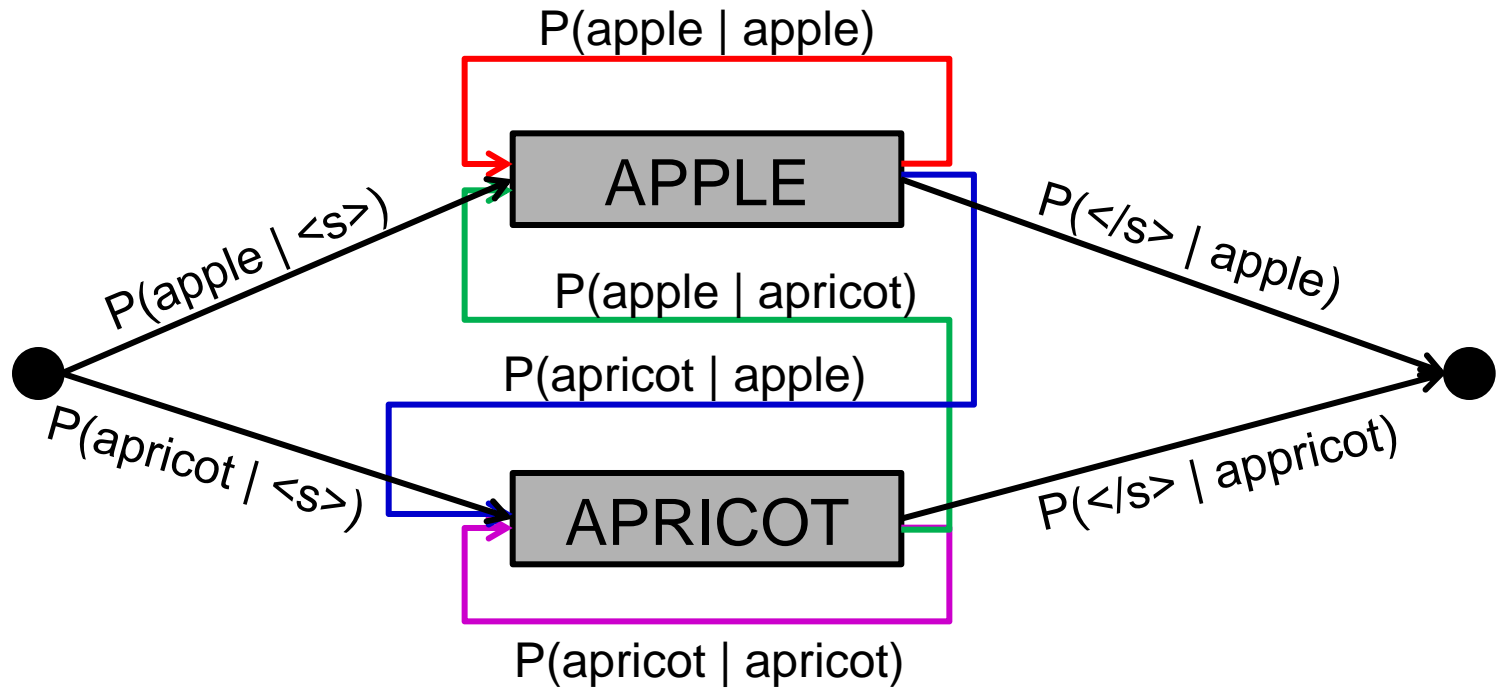 P(apple | apple)
APPLE
P(apple | <s>)
P(</s> | apple)
P(apple | apricot)
P(apricot | apple)
P(apricot | <s>)
P(</s> | appricot)
APRICOT
P(apricot | apricot)